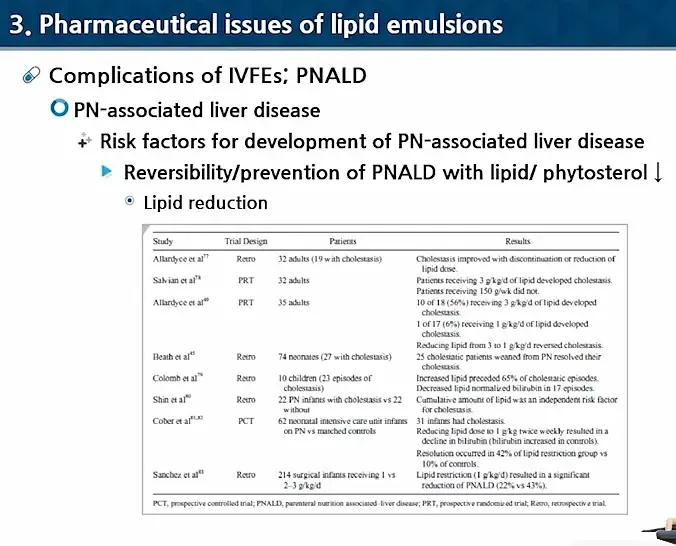 3. Pharmaceutical issues of lipid emulsions
Complications of IVFEs; PNALD
PN-associated liver disease
Risk factors for development of PN-associated liver disease
Reversibility/prevention of PNALD with lipid/ phytosterol ↓
Lipid reduction
Study Trial Design Patients Results
Allardyce et al77 Retro 32 adults (19 with cholestasis) Cholestasis improved with discontinuation or reduction of
lipid dose.
Salvian et al78 PRT 32 adults Patients receiving 3 g/kg/d of lipid developed cholestasis.
Patients receiving 150 g/wk did not.
Allardyce et al PRT 35 adults 10 of 18 (56%) receiving 3 g/kg/d of lipid developed
cholestasis.
1 of 17 (6%) receiving 1 g/kg/d of lipid developed
cholestasis.
Reducing lipid from 3 to 1 g/kg/d reversed cholestasis.
Beath et al Retro 74 neonates (27 with cholestasis) 25 cholestatic patients weaned from PN resolved their
cholestasis.
Colomb et al Retro 10 children (23 episodes of Increased lipid preceded 65% of cholestatic episodes.
cholestasis) Decreased lipid normalized bilirubin in 17 episodes.
Shin et al Retro 22 PN infants with cholestasis vs 22 Cumulative amount of lipid was an independent risk factor
without for cholestasis.
Cober et al PCT 62 neonatal intensive care unit infants 31 infants had cholestasis.
on PN vs matched controls Reducing lipid dose to 1 g/kg twice weekly resulted in a
decline in bilirubin (bilirubin increased in controls).
Resolution occurred in 42% of lipid restriction group vs
10% of controls.
Sanchez et al Retro 214 surgical infants receiving 1 vs Lipid restriction (1 g/kg/d) resulted in a significant
2–3 g/kg/d reduction of PNALD (22% vs 43%).
PCT, prospective controlled trial; PNALD, parenteral nutrition associated-liver disease; PRT, prospective randomized trial; Retro, retrospective trial.